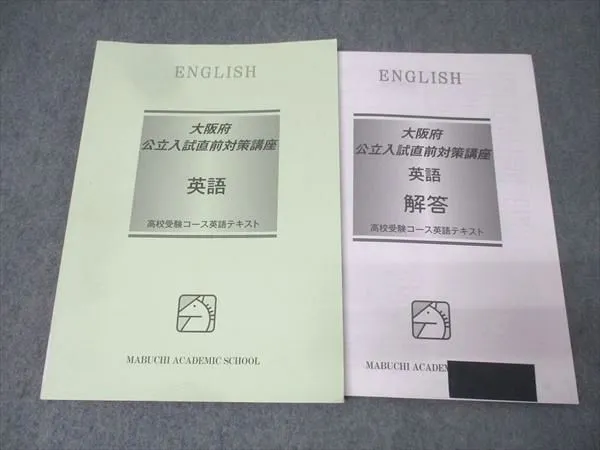 ENGLISH
大阪府
公立入試直前対策講座
英語
高校受験コース英語テキスト
MABUCHI ACADEMIC SCHOOL
ENGLISH
大阪府
公立入試直前対策講座
英語
解答
高校受験コース英語テキスト
MABUCHI ACADEM